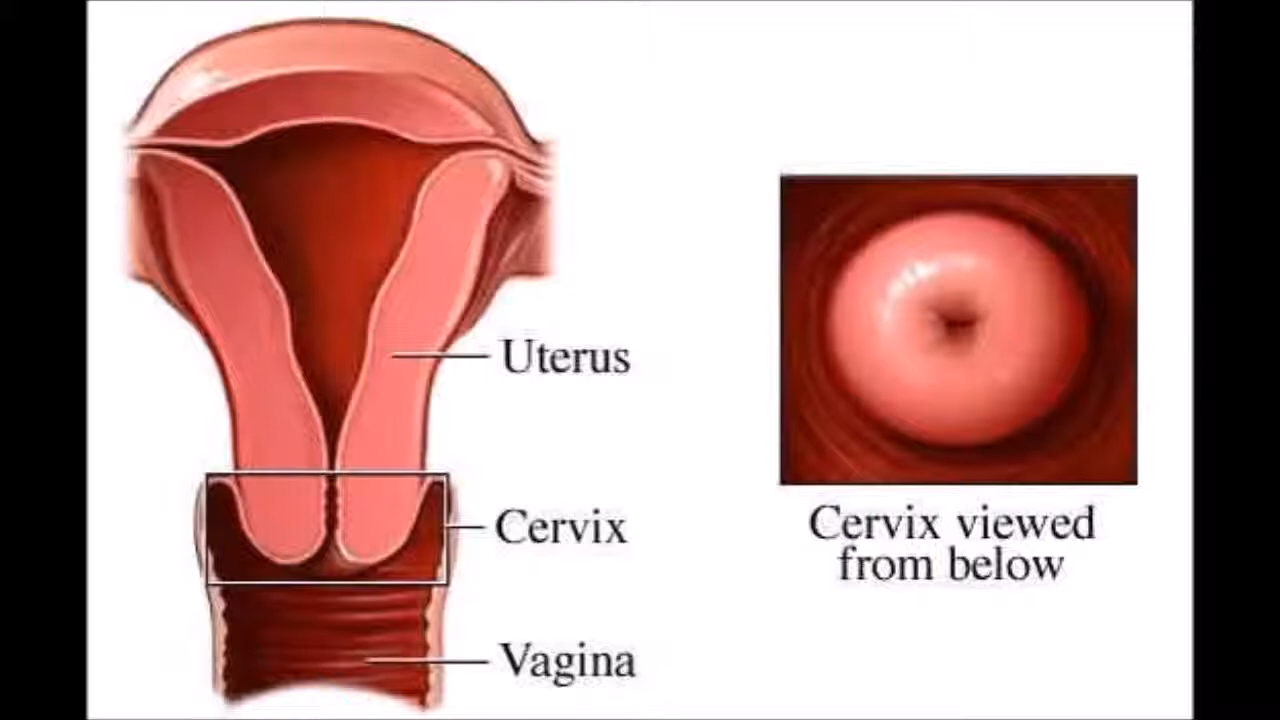 Uterus
Cervix
Vagina
Cervix viewed
from below